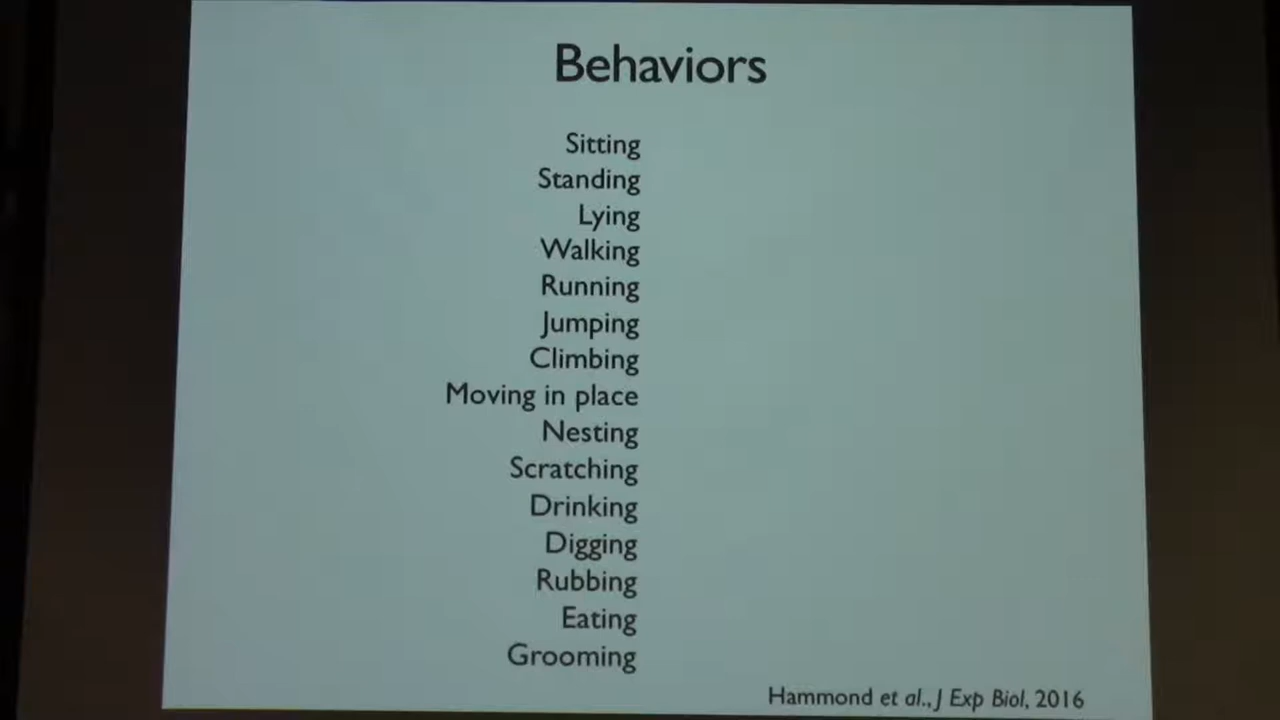 Behaviors
Sitting
Standing
Lying
Walking
Running
Jumping
Climbing
Moving in place
Nesting
Scratching
Drinking
Digging
Rubbing
Eating
Grooming
Hammond et al., J Exp Biol, 2016